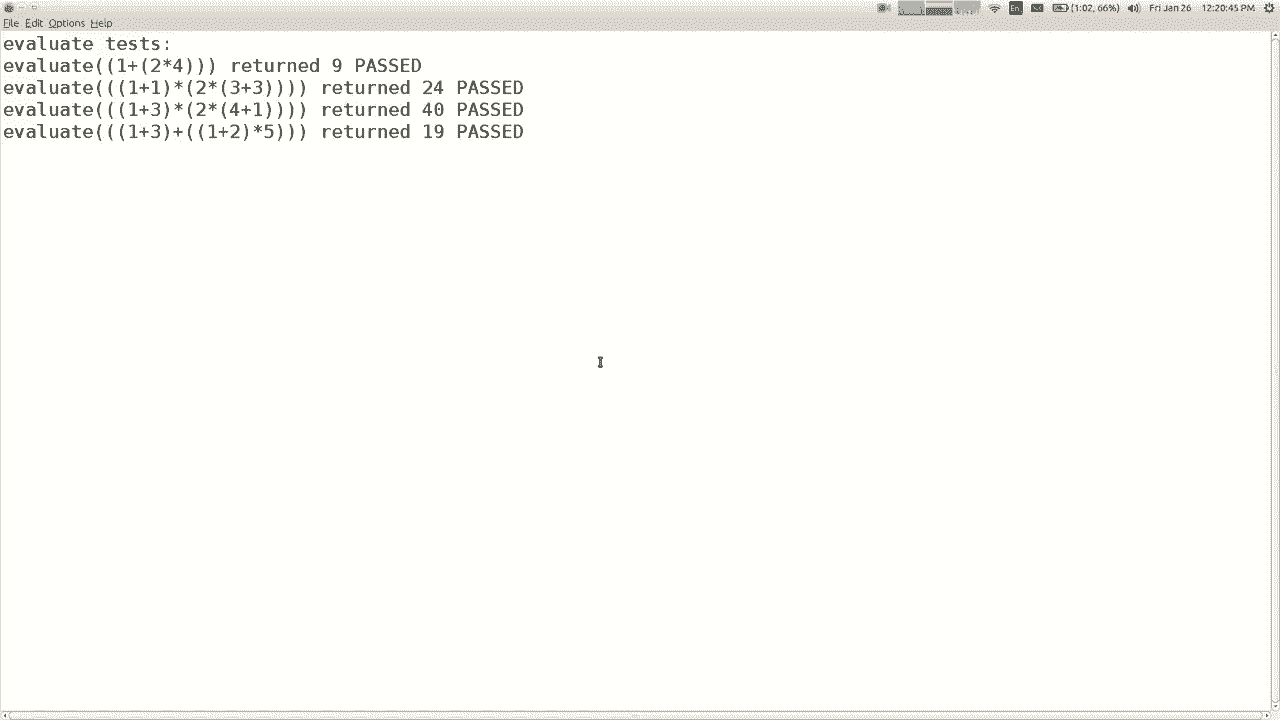 En (1:02, 66%) Fri Jan 26 12:20:45 PM
File Edit Options Help
evaluate tests:
evaluate((1+(2*4))) returned 9 PASSED
evaluate(((1+1)*(2*(3+3)))) returned 24 PASSED
evaluate(((1+3)*(2*(4+1)))) returned 40 PASSED
evaluate(((1+3)+((1+2)*5))) returned 19 PASSED